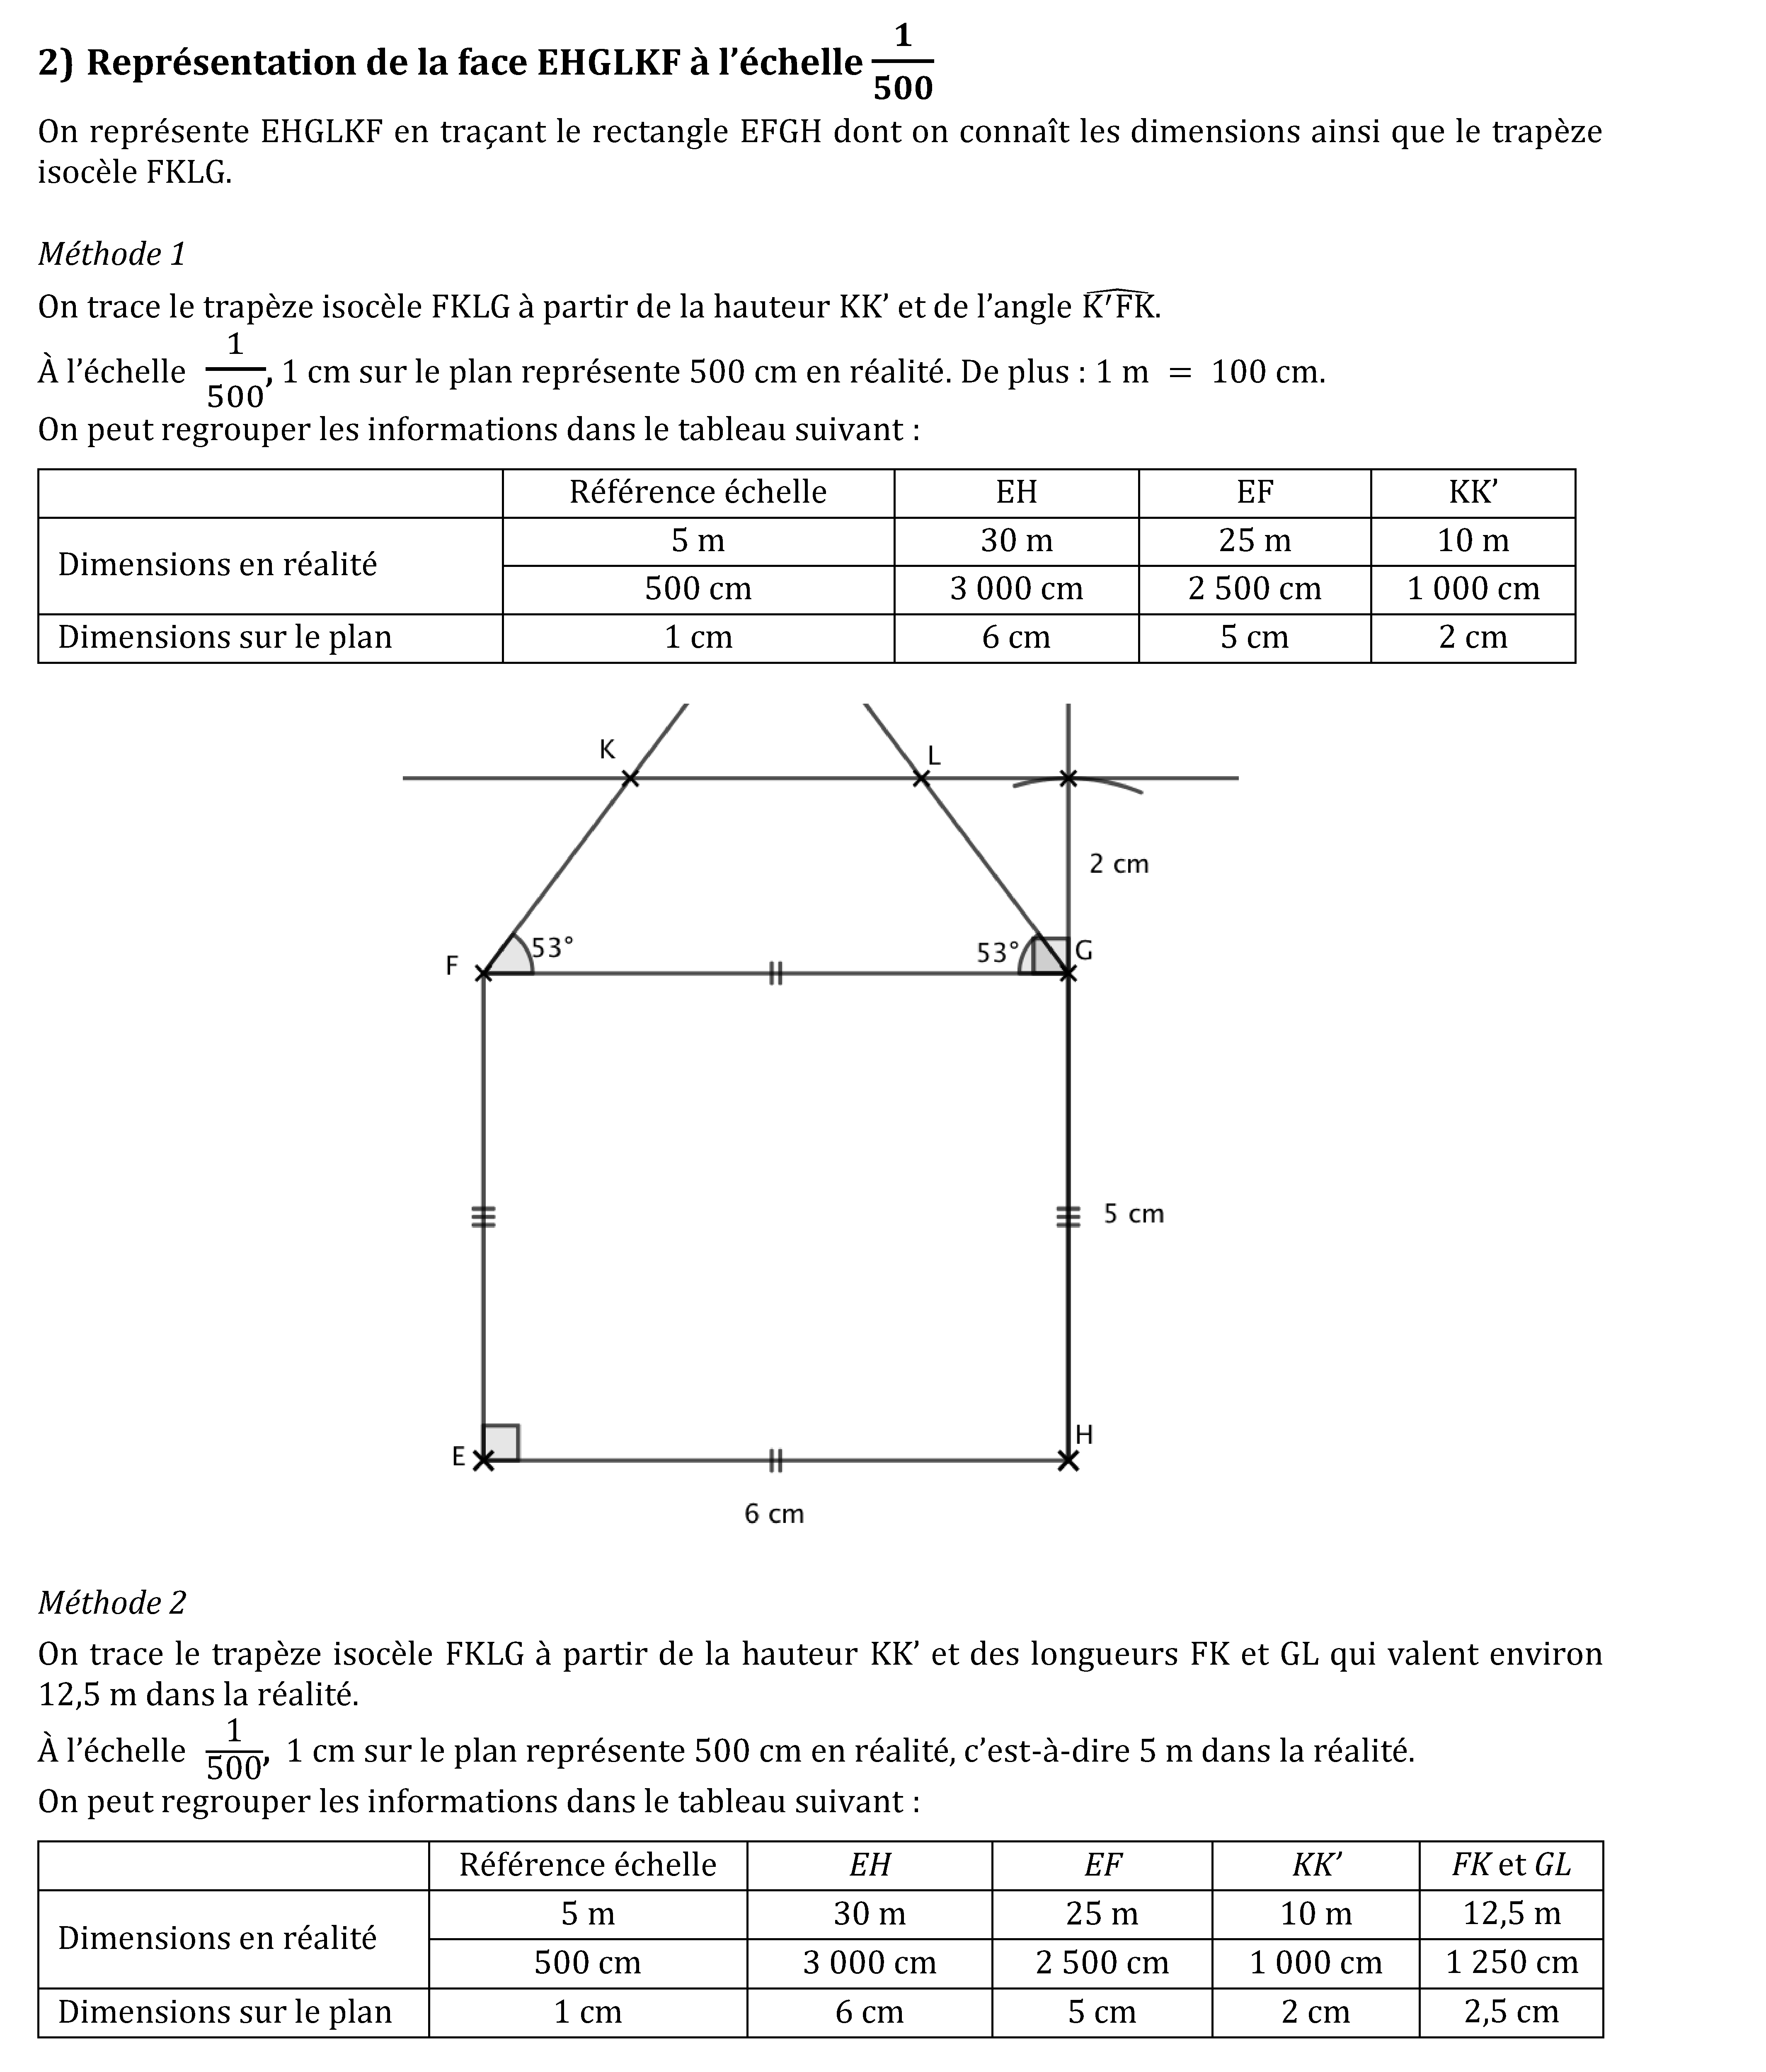 2) Représentation de la face EHGLKF à l’échelle 1/500
On représente EHGLKF en traçant le rectangle EFGH dont on connaît les dimensions ainsi que le trapèze
isocèle FKLG.
Méthode 1
On trace le trapèze isocèle FKLG à partir de la hauteur KK’ et de l’angle K′FK.
À l’échelle 1/500, 1 cm sur le plan représente 500 cm en réalité. De plus : 1 m = 100 cm.
On peut regrouper les informations dans le tableau suivant :
Référence échelle EH EF KK’
Dimensions en réalité
5 m 30 m 25 m 10 m
500 cm 3 000 cm 2 500 cm 1 000 cm
Dimensions sur le plan 1 cm 6 cm 5 cm 2 cm
K L
2 cm
F 53° 53° G
5 cm
E H
6 cm
Méthode 2
On trace le trapèze isocèle FKLG à partir de la hauteur KK’ et des longueurs FK et GL qui valent environ
12,5 m dans la réalité.
À l’échelle 1/500, 1 cm sur le plan représente 500 cm en réalité, c’est-à-dire 5 m dans la réalité.
On peut regrouper les informations dans le tableau suivant :
Référence échelle EH EF KK’ FK et GL
Dimensions en réalité
5 m 30 m 25 m 10 m 12,5 m
500 cm 3 000 cm 2 500 cm 1 000 cm 1 250 cm
Dimensions sur le plan 1 cm 6 cm 5 cm 2 cm 2,5 cm